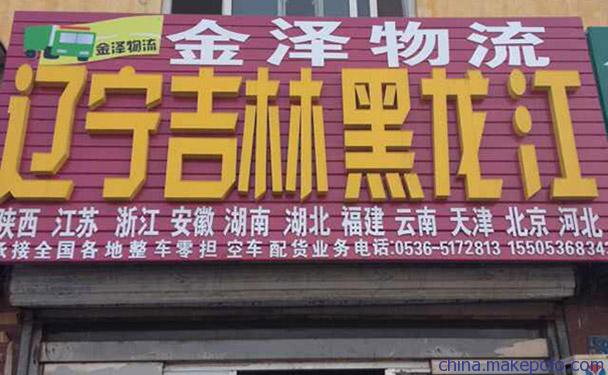 金泽物流
金泽物流
辽宁吉林黑龙江
陕西 江苏 浙江 安徽 湖南 湖北 福建 云南 天津 北京 河北
承接全国各地整车零担 空车配货业务电话:0536-5172813 15505368343
china.makepolo.com